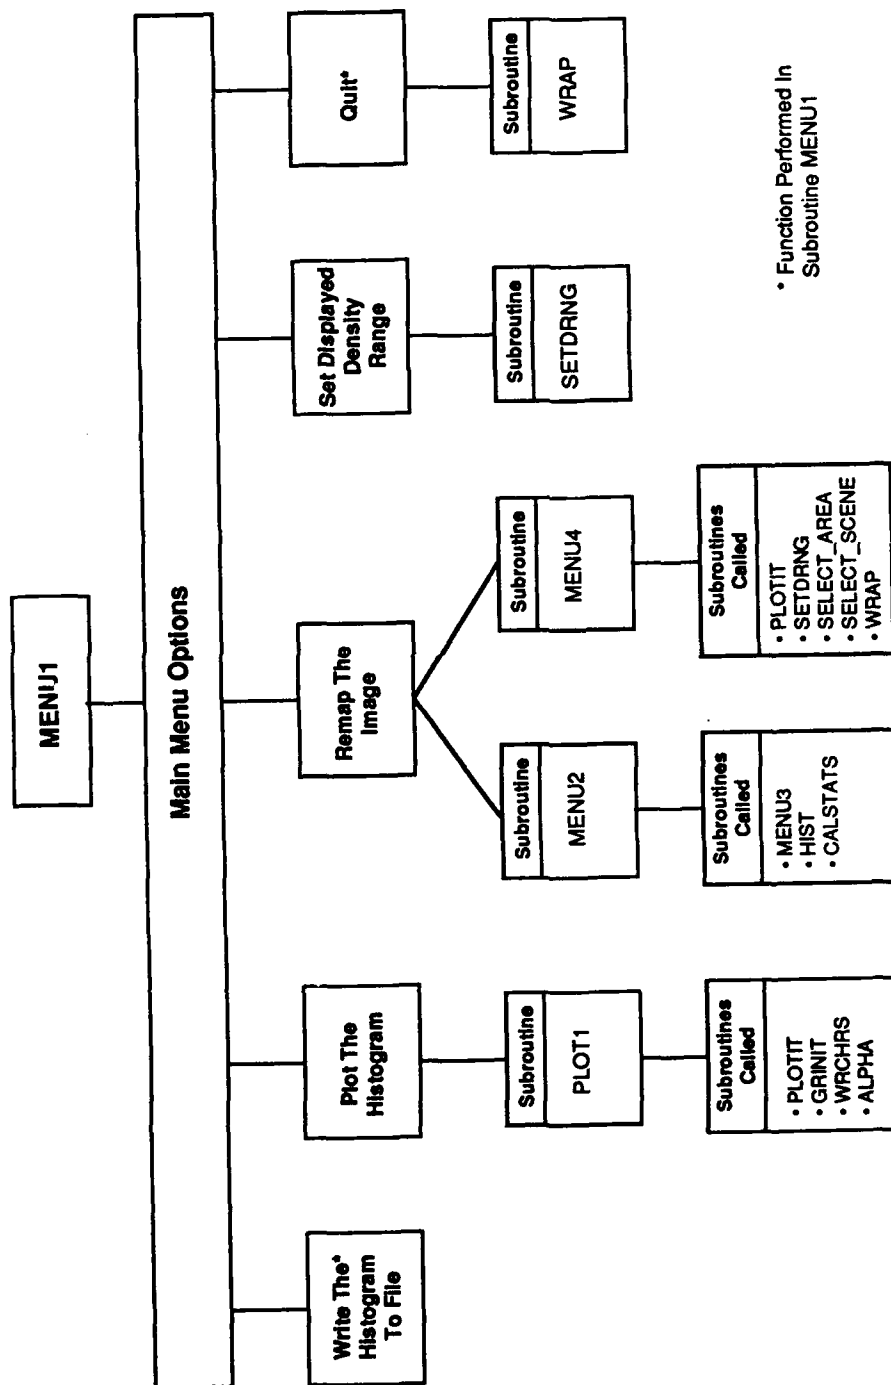 MENU1
Main Menu Options
Write The*
Histogram
To File
Plot The
Histogram
Remap The
Image
Set Displayed
Density
Range
Quit*
Subroutine
PLOT1
Subroutine
MENU2
Subroutine
MENU4
Subroutine
SETDRNG
Subroutine
WRAP
Subroutines
Called
• PLOTIT
• GRINIT
• WRCHRS
• ALPHA
Subroutines
Called
• MENU3
• HIST
• CALSTATS
Subroutines
Called
• PLOTIT
• SETDRNG
• SELECT_AREA
• SELECT_SCENE
• WRAP
* Function Performed In
Subroutine MENU1